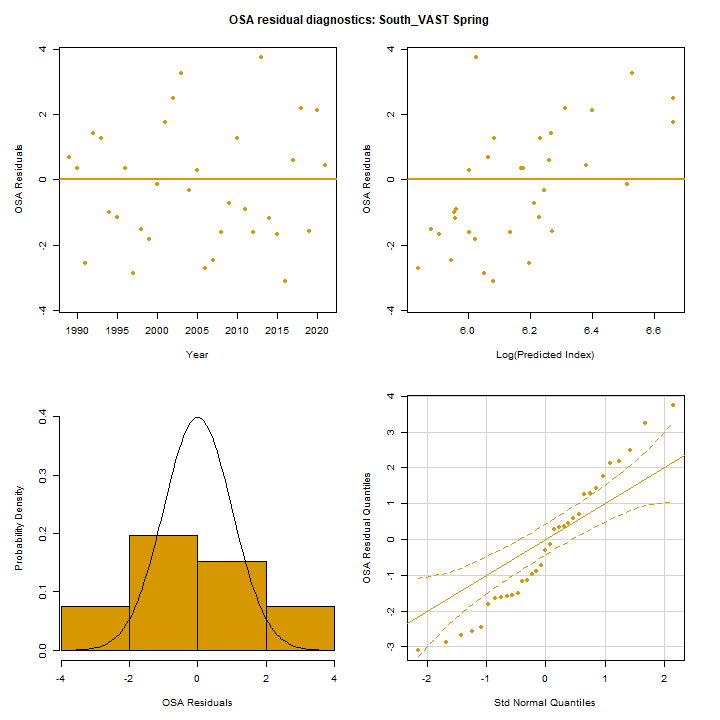 OSA residual diagnostics: South_VAST Spring
OSA Residuals
4
2
0
-2
-4
1990 1995 2000 2005 2010 2015 2020
Year
OSA Residuals
4
2
0
-2
-4
6.0 6.2 6.4 6.6
Log(Predicted Index)
Probability Density
0.4
0.3
0.2
0.1
0.0
-4 -2 0 2 4
OSA Residuals
OSA Residual Quantiles
4
3
2
1
0
-1
-2
-3
-2 -1 0 1 2
Std Normal Quantiles